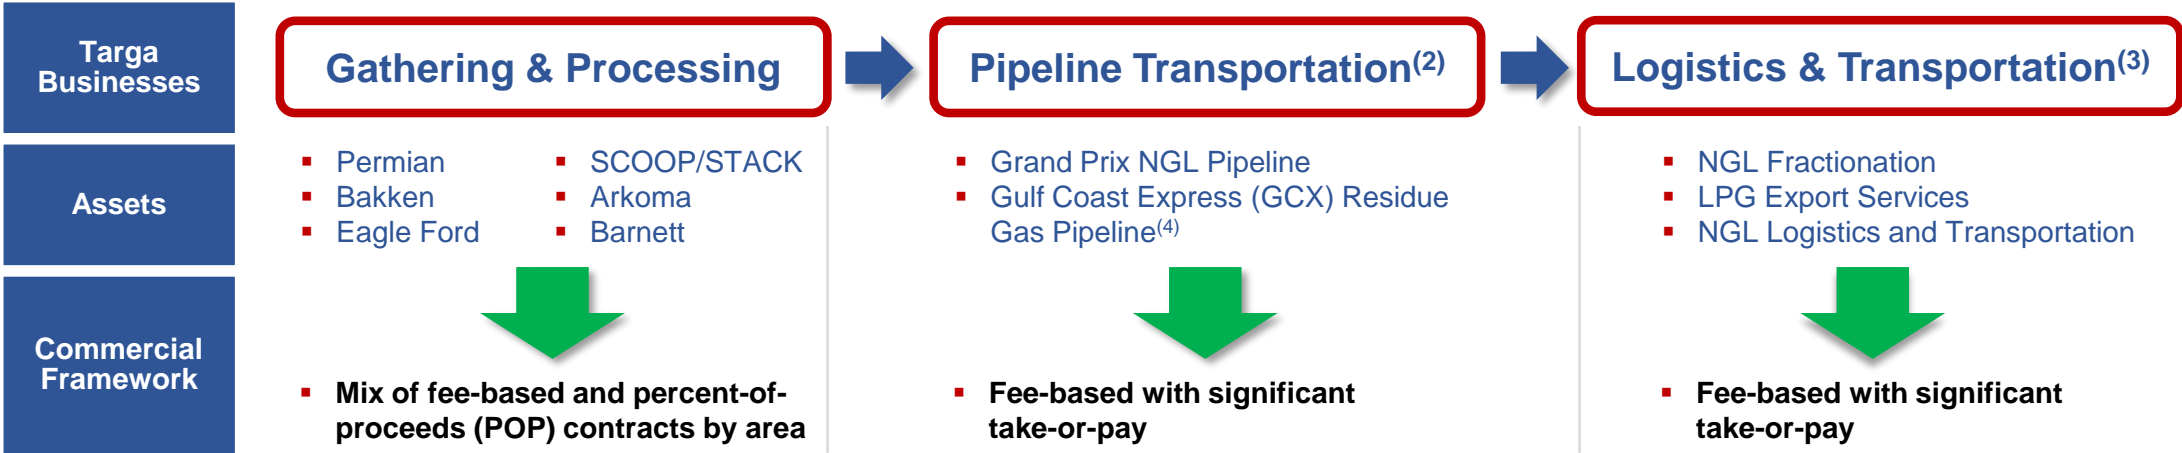 Targa
Businesses
Gathering & Processing
Pipeline Transportation(2)
Logistics & Transportation(3)
Assets
▪ Permian
▪ Bakken
▪ Eagle Ford
▪ SCOOP/STACK
▪ Arkoma
▪ Barnett
▪ Grand Prix NGL Pipeline
▪ Gulf Coast Express (GCX) Residue
Gas Pipeline(4)
▪ NGL Fractionation
▪ LPG Export Services
▪ NGL Logistics and Transportation
Commercial
Framework
▪ Mix of fee-based and percent-of-
proceeds (POP) contracts by area
▪ Fee-based with significant
take-or-pay
▪ Fee-based with significant
take-or-pay